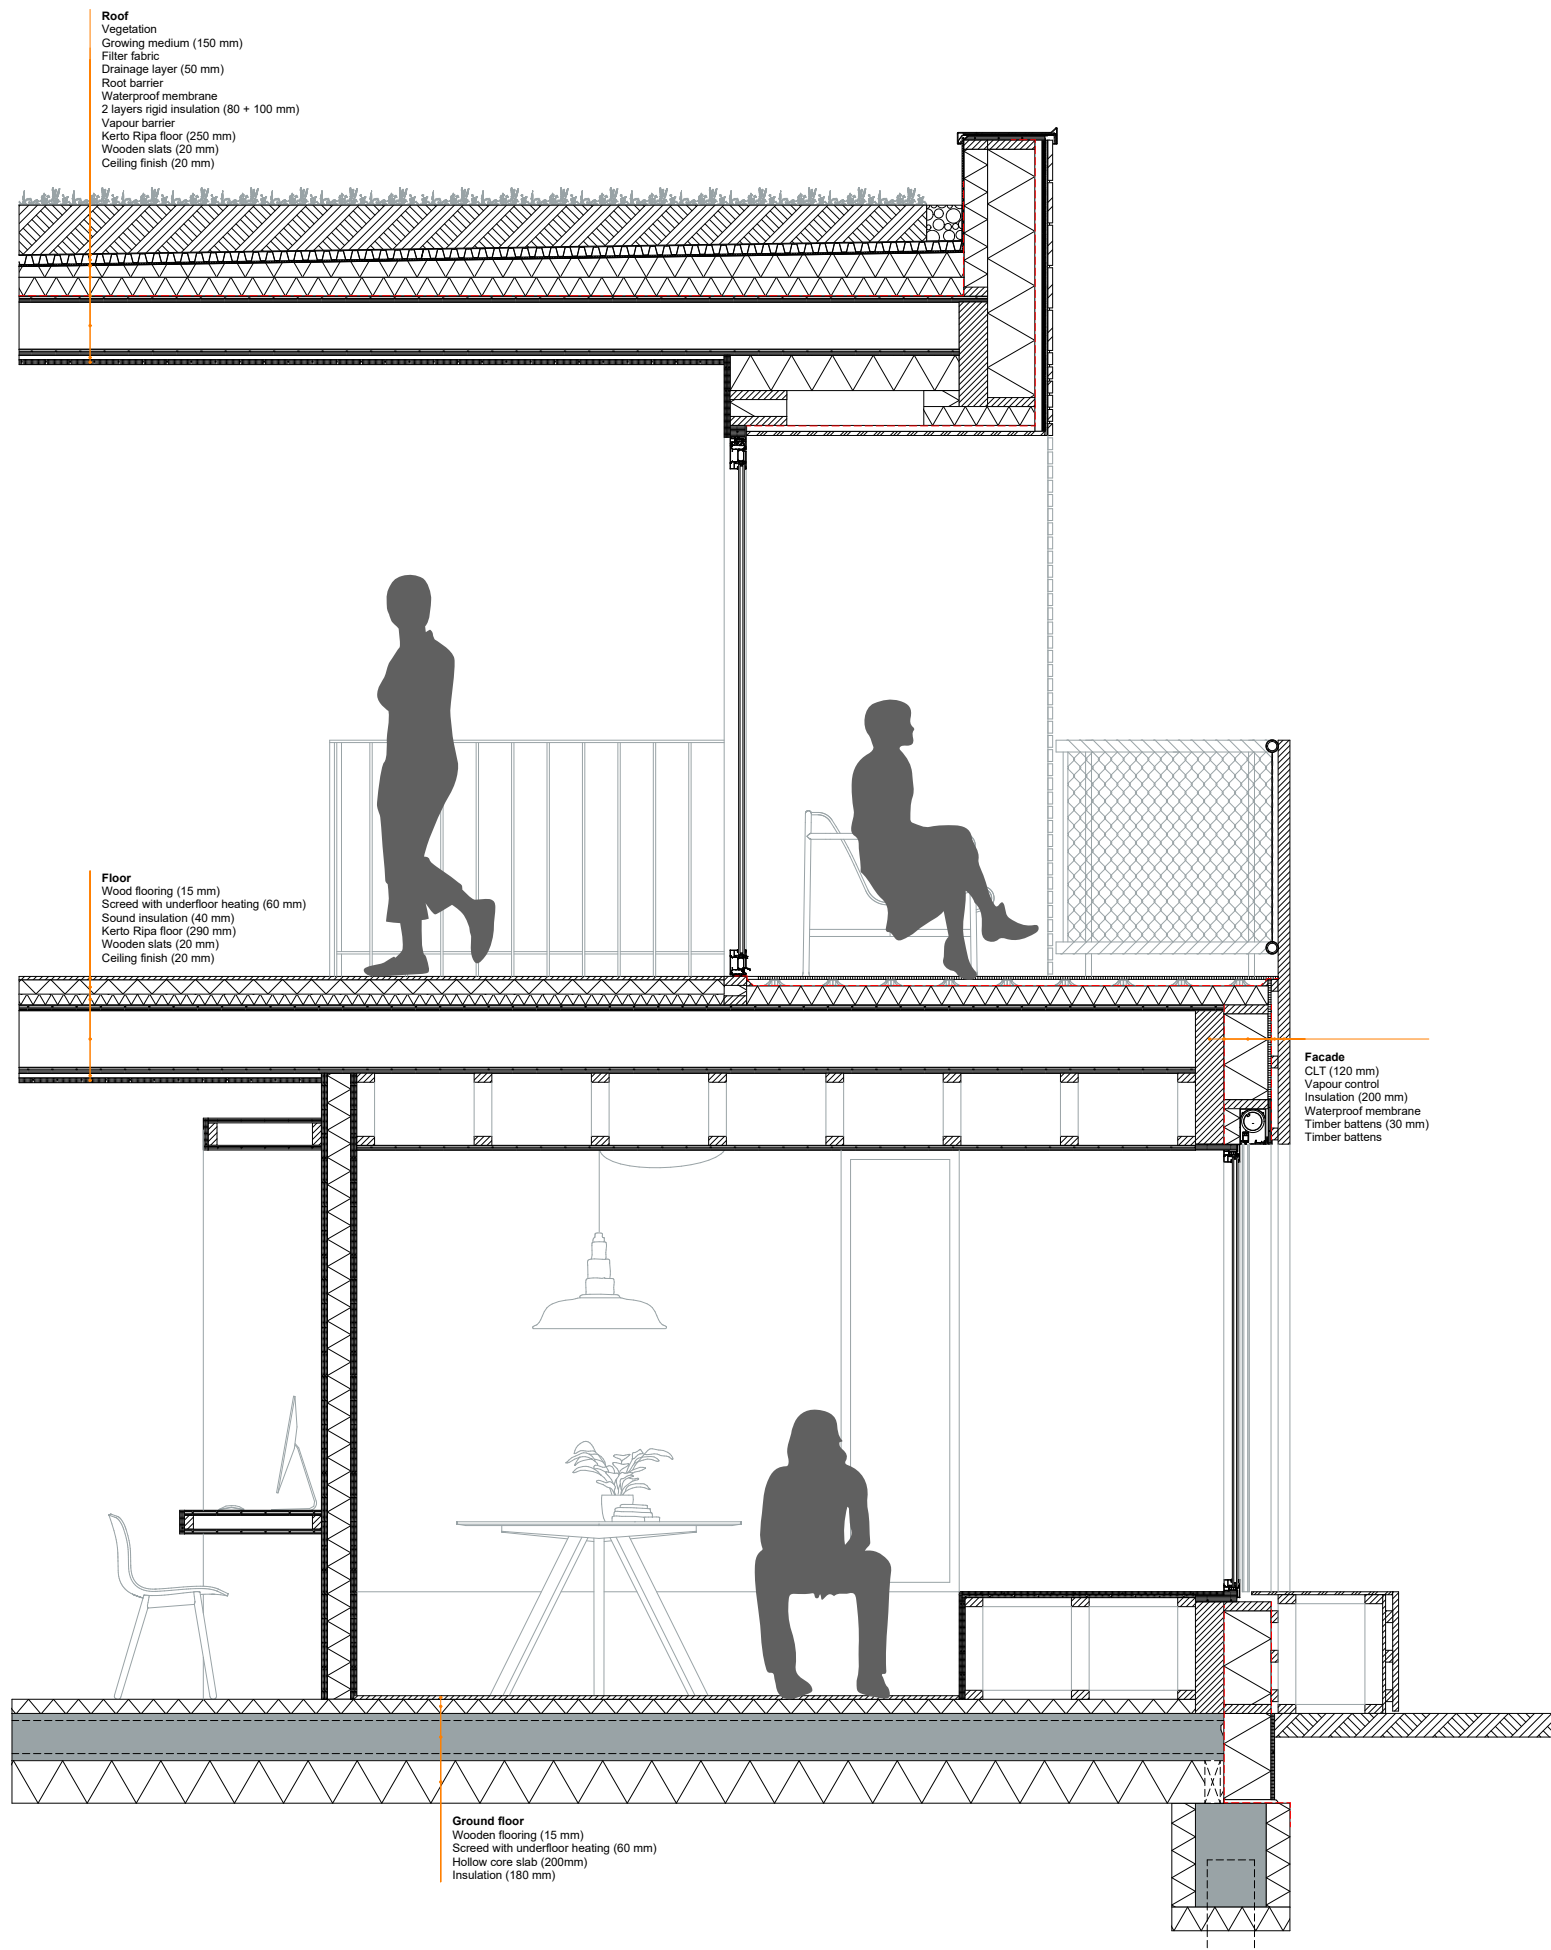 Roof
Vegetation
Growing medium (150 mm)
Filter fabric
Drainage layer (50 mm)
Root barrier
Waterproof membrane
2 layers rigid insulation (80 + 100 mm)
Vapour barrier
Kerto Ripa floor (250 mm)
Wooden slats (20 mm)
Ceiling finish (20 mm)
Floor
Wood flooring (15 mm)
Screed with underfloor heating (60 mm)
Sound insulation (40 mm)
Kerto Ripa floor (290 mm)
Wooden slats (20 mm)
Ceiling finish (20 mm)
Facade
CLT (120 mm)
Vapour control
Insulation (200 mm)
Waterproof membrane
Timber battens (30 mm)
Timber battens
Ground floor
Wooden flooring (15 mm)
Screed with underfloor heating (60 mm)
Hollow core slab (200mm)
Insulation (180 mm)